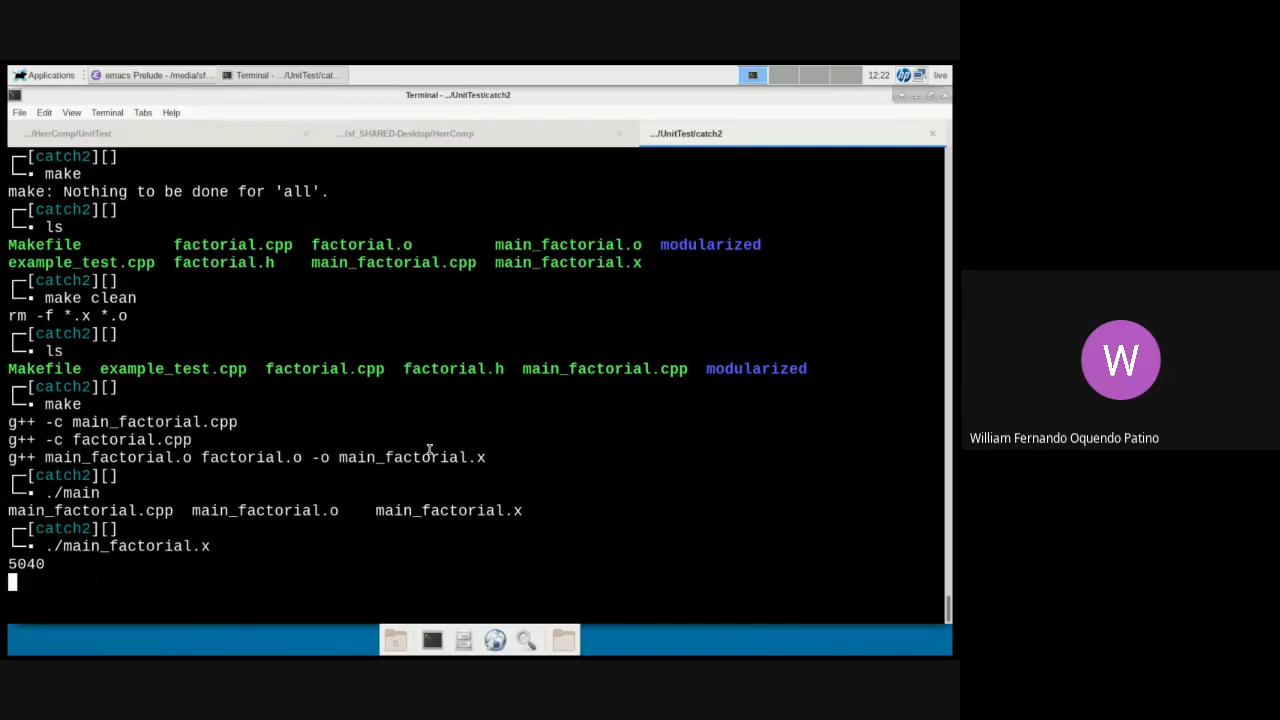 Applications
emacs Prelude - /media/sf...
Terminal - .../UnitTest/cat...
12:22
live
Terminal - .../UnitTest/catch2
File Edit View Terminal Tabs Help
.../HerrComp/UnitTest
.../sf_SHARED-Desktop/HerrComp
.../UnitTest/catch2
[catch2][]
make
make: Nothing to be done for 'all'.
[catch2][]
ls
Makefile factorial.cpp factorial.o main_factorial.o modularized
example_test.cpp factorial.h main_factorial.cpp main_factorial.x
[catch2][]
make clean
rm -f *.x *.o
[catch2][]
ls
Makefile example_test.cpp factorial.cpp factorial.h main_factorial.cpp modularized
[catch2][]
make
g++ -c main_factorial.cpp
g++ -c factorial.cpp
g++ main_factorial.o factorial.o -o main_factorial.x
[catch2][]
./main
main_factorial.cpp main_factorial.o main_factorial.x
[catch2][]
./main_factorial.x
5040
W
William Fernando Oquendo Patino